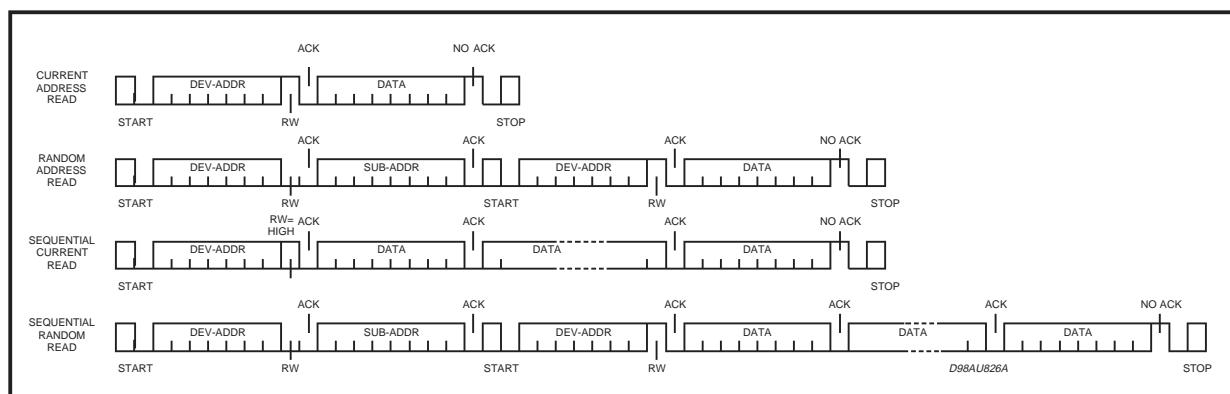 ACK NO ACK
CURRENT
ADDRESS
READ
DEV-ADDR DATA
START RW STOP
ACK ACK ACK NO ACK
RANDOM
ADDRESS
READ
DEV-ADDR SUB-ADDR DEV-ADDR DATA
START RW START RW STOP
RW=
HIGH
ACK ACK ACK NO ACK
SEQUENTIAL
CURRENT
READ
DEV-ADDR DATA DATA DATA
START STOP
ACK ACK ACK ACK ACK NO ACK
SEQUENTIAL
RANDOM
READ
DEV-ADDR SUB-ADDR DEV-ADDR DATA DATA DATA
START RW START RW D98AU826A STOP